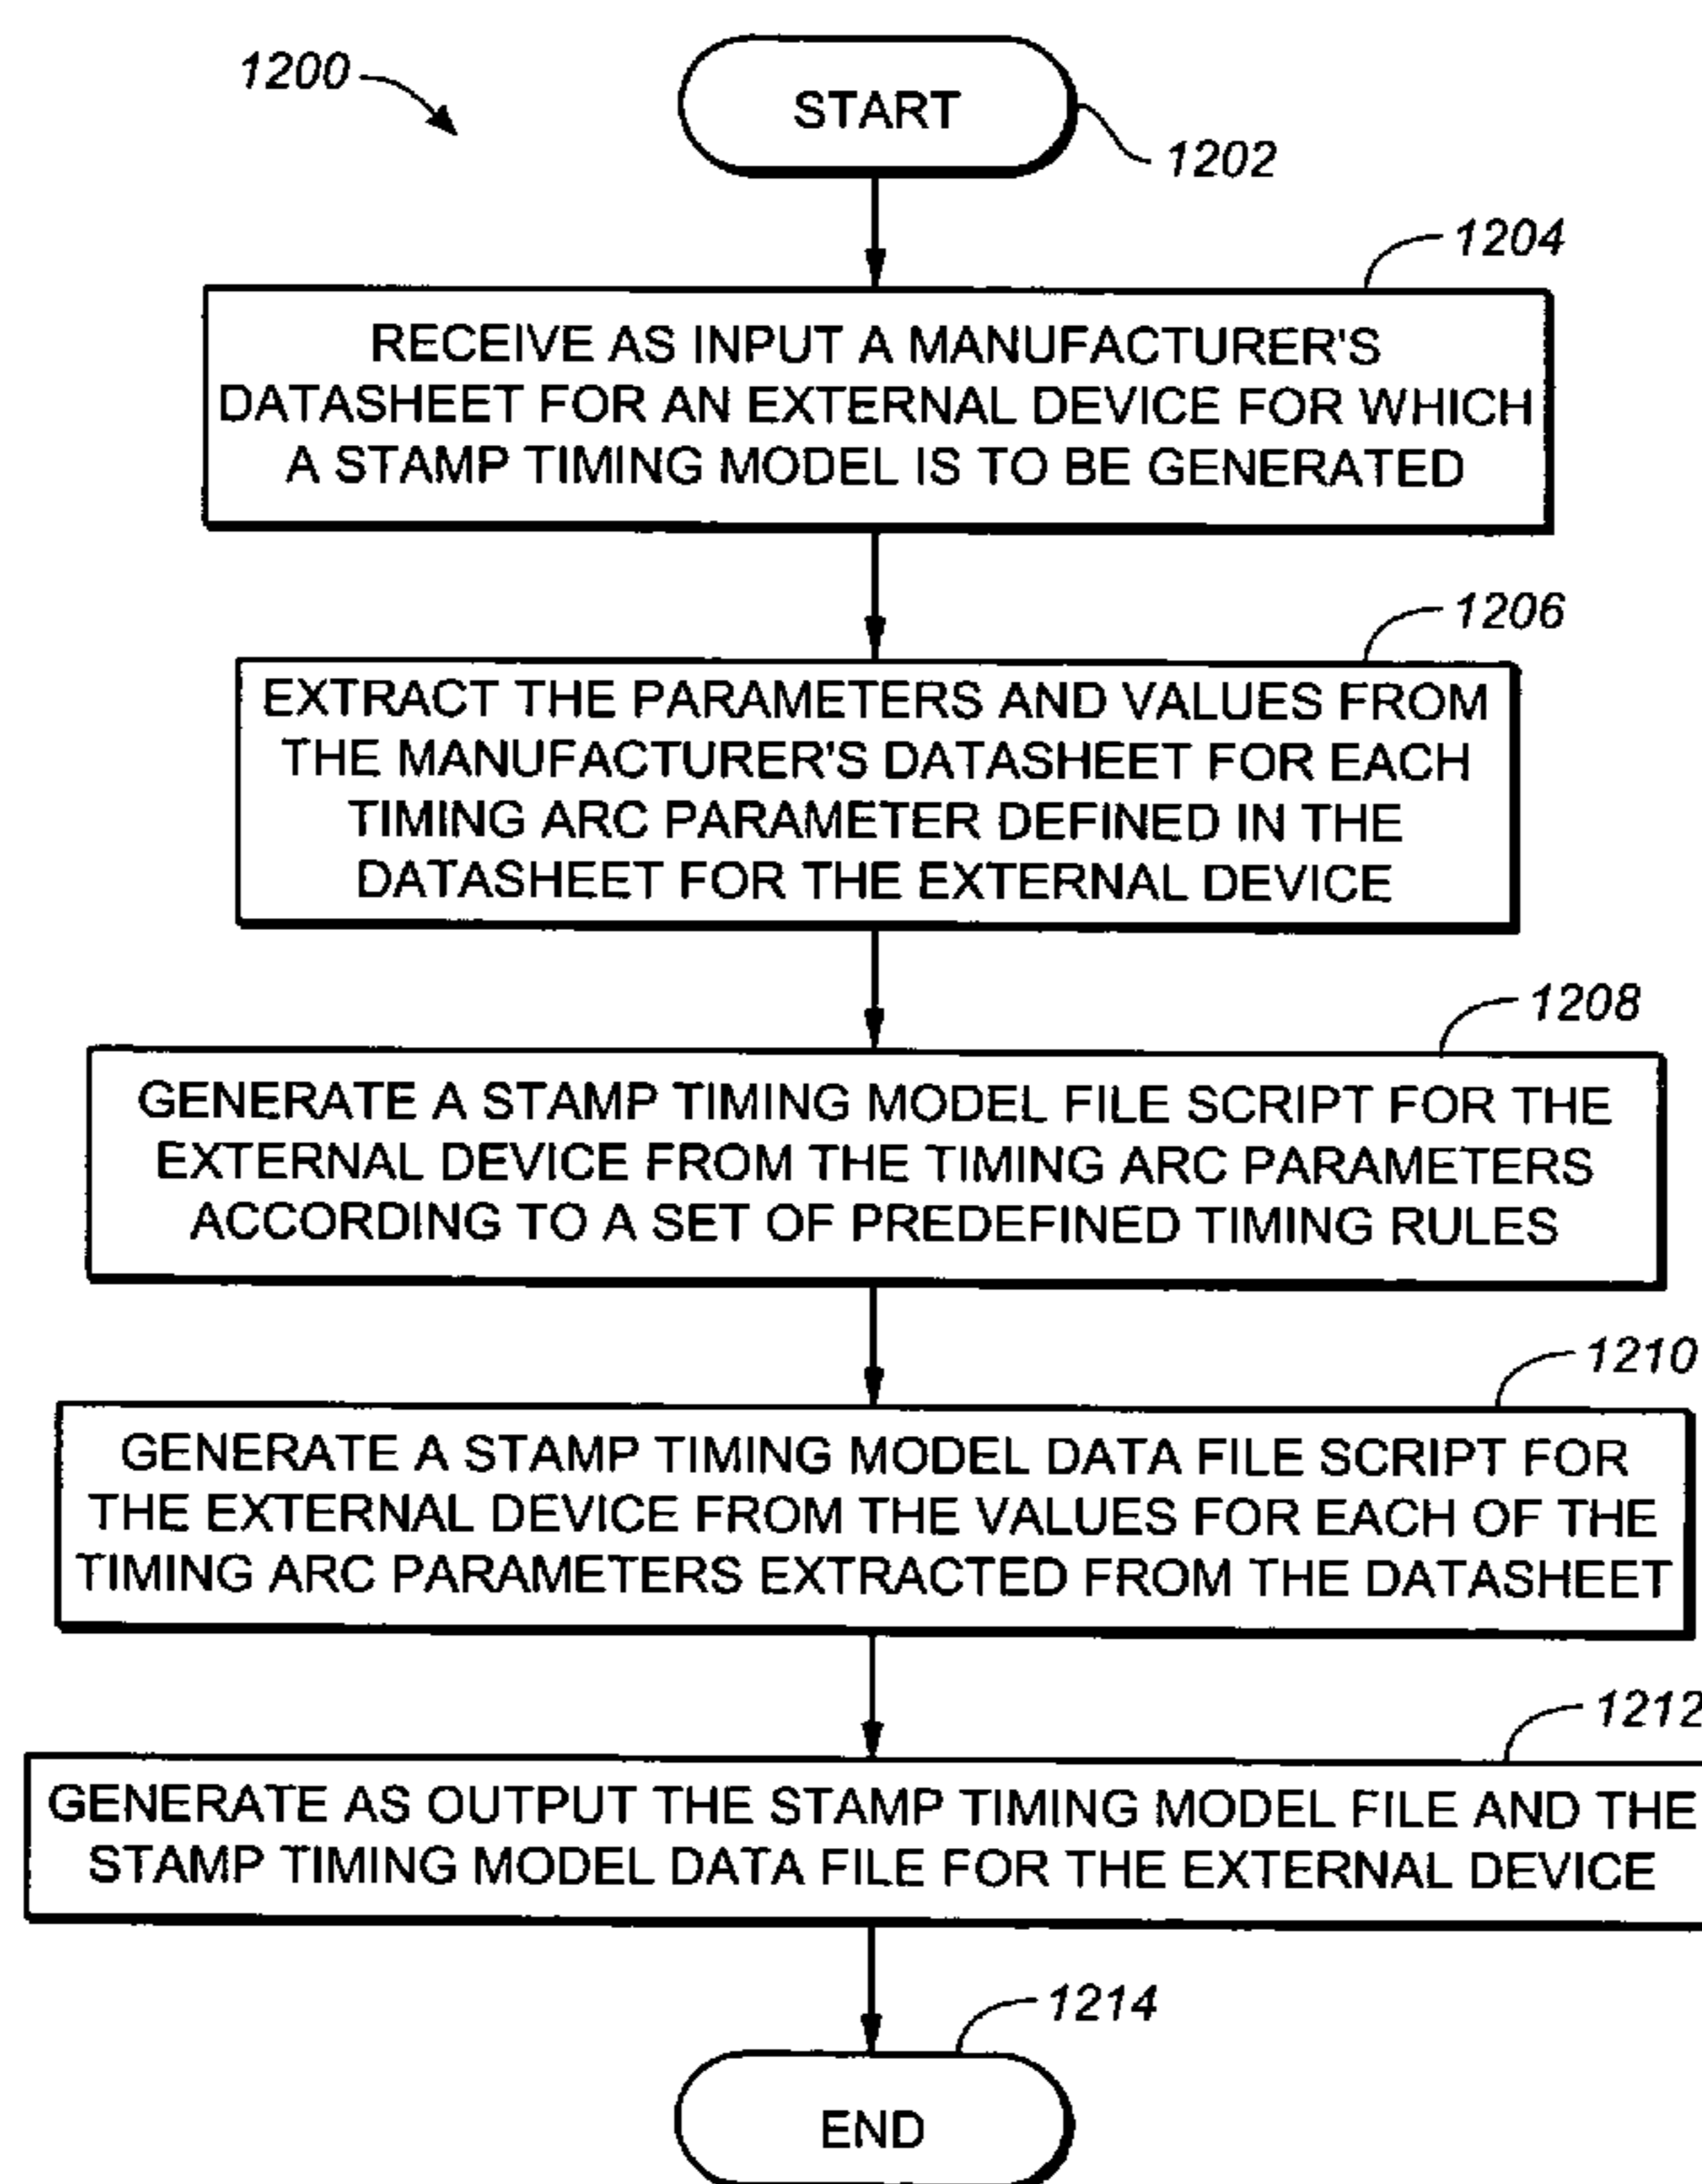 1200
START
1202
1204
RECEIVE AS INPUT A MANUFACTURER'S
DATASHEET FOR AN EXTERNAL DEVICE FOR WHICH
A STAMP TIMING MODEL IS TO BE GENERATED
1206
EXTRACT THE PARAMETERS AND VALUES FROM
THE MANUFACTURER'S DATASHEET FOR EACH
TIMING ARC PARAMETER DEFINED IN THE
DATASHEET FOR THE EXTERNAL DEVICE
1208
GENERATE A STAMP TIMING MODEL FILE SCRIPT FOR THE
EXTERNAL DEVICE FROM THE TIMING ARC PARAMETERS
ACCORDING TO A SET OF PREDEFINED TIMING RULES
1210
GENERATE A STAMP TIMING MODEL DATA FILE SCRIPT FOR
THE EXTERNAL DEVICE FROM THE VALUES FOR EACH OF THE
TIMING ARC PARAMETERS EXTRACTED FROM THE DATASHEET
1212
GENERATE AS OUTPUT THE STAMP TIMING MODEL FILE AND THE
STAMP TIMING MODEL DATA FILE FOR THE EXTERNAL DEVICE
1214
END